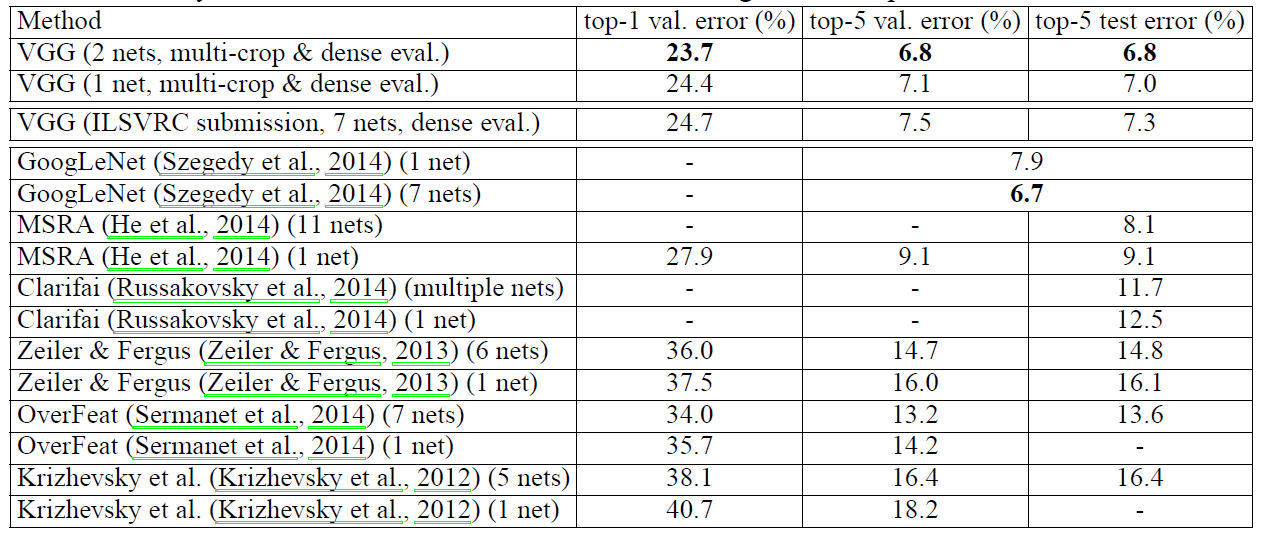 Method top-1 val. error (%) top-5 val. error (%) top-5 test error (%)
VGG (2 nets, multi-crop & dense eval.) 23.7 6.8 6.8
VGG (1 net, multi-crop & dense eval.) 24.4 7.1 7.0
VGG (ILSVRC submission, 7 nets, dense eval.) 24.7 7.5 7.3
GoogLeNet (Szegedy et al., 2014) (1 net) - 7.9
GoogLeNet (Szegedy et al., 2014) (7 nets) - 6.7
MSRA (He et al., 2014) (11 nets) - - 8.1
MSRA (He et al., 2014) (1 net) 27.9 9.1 9.1
Clarifai (Russakovsky et al., 2014) (multiple nets) - - 11.7
Clarifai (Russakovsky et al., 2014) (1 net) - - 12.5
Zeiler & Fergus (Zeiler & Fergus, 2013) (6 nets) 36.0 14.7 14.8
Zeiler & Fergus (Zeiler & Fergus, 2013) (1 net) 37.5 16.0 16.1
OverFeat (Sermanet et al., 2014) (7 nets) 34.0 13.2 13.6
OverFeat (Sermanet et al., 2014) (1 net) 35.7 14.2 -
Krizhevsky et al. (Krizhevsky et al., 2012) (5 nets) 38.1 16.4 16.4
Krizhevsky et al. (Krizhevsky et al., 2012) (1 net) 40.7 18.2 -